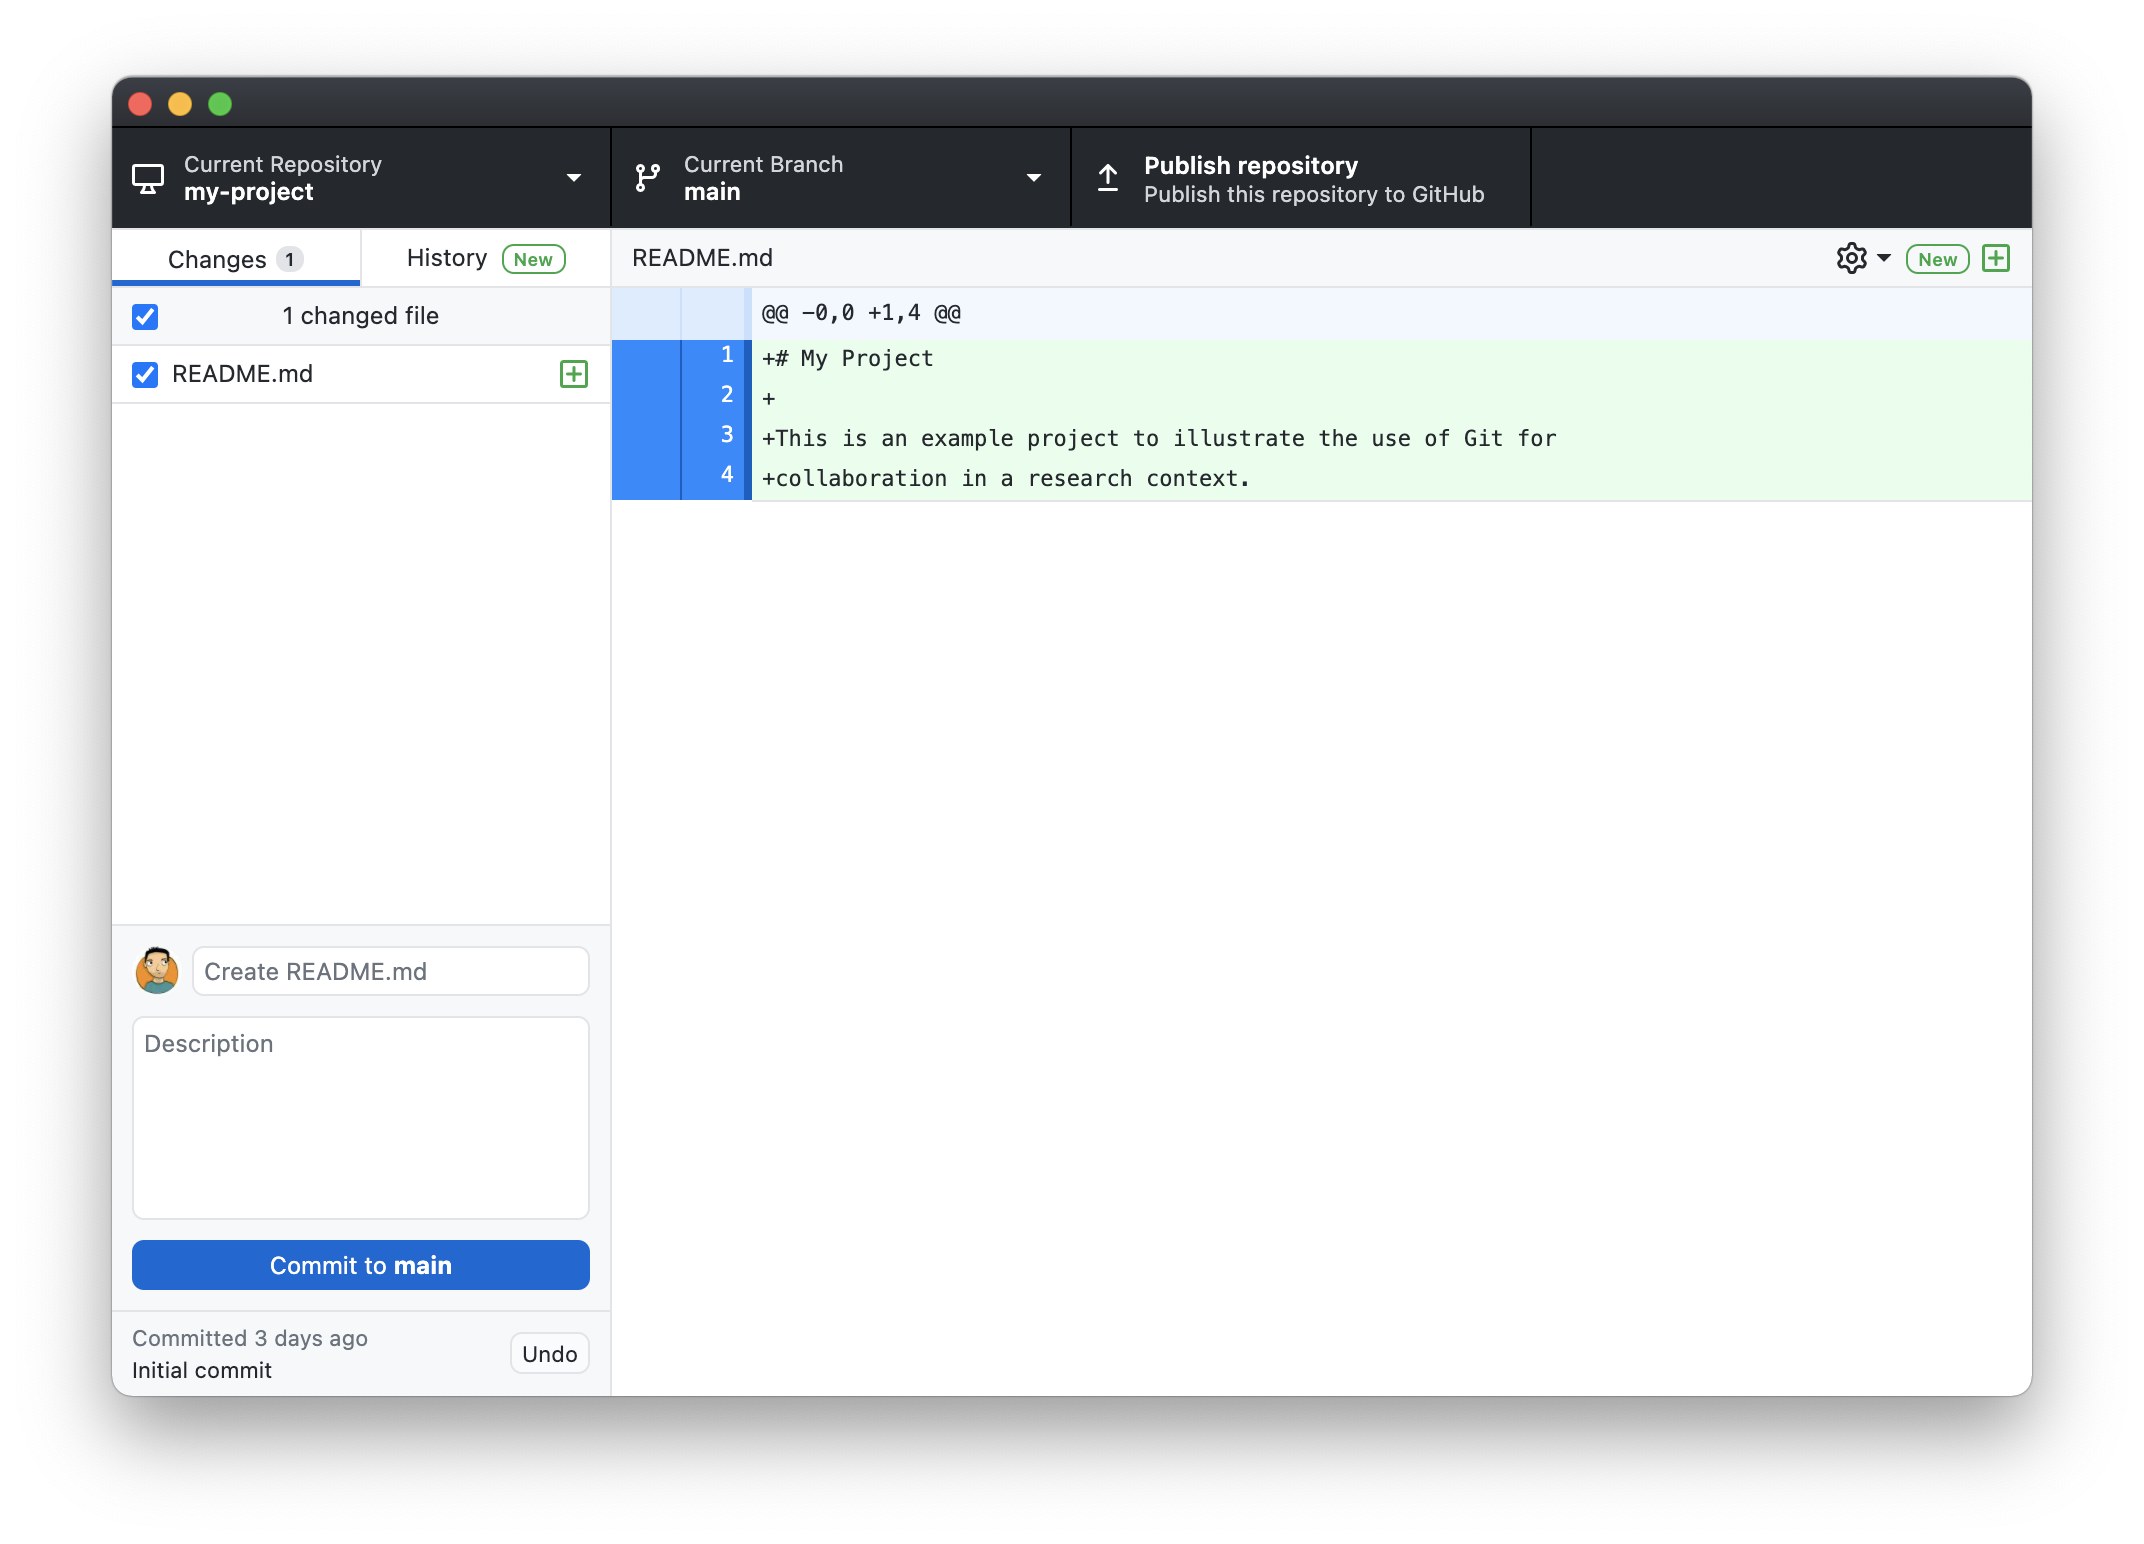 Current Repository
my-project
Current Branch
main
Publish repository
Publish this repository to GitHub
Changes 1
History New
README.md
New
1 changed file
README.md
@@ -0,0 +1,4 @@
1 +# My Project
2 +
3 +This is an example project to illustrate the use of Git for
4 +collaboration in a research context.
Create README.md
Description
Commit to main
Committed 3 days ago
Initial commit
Undo